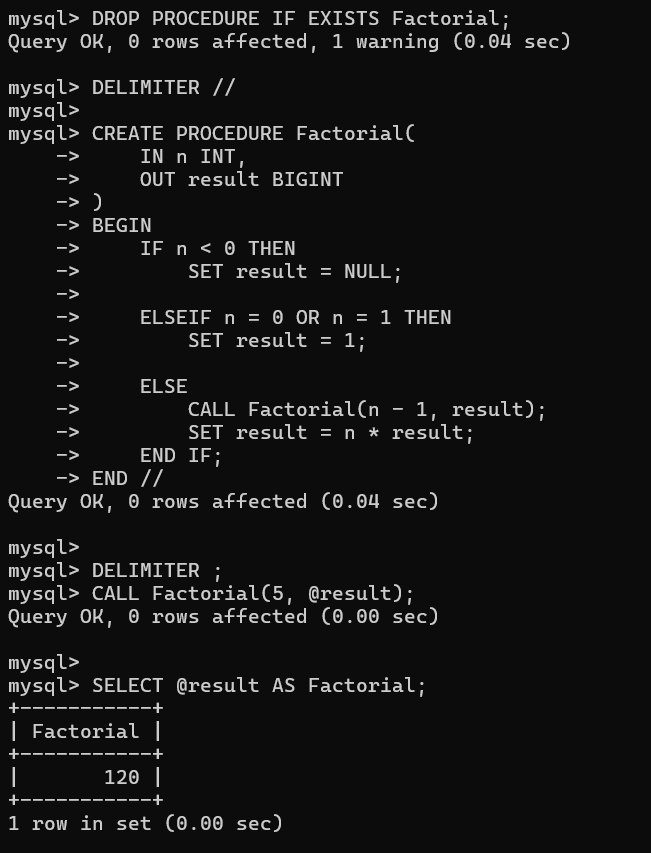 mysql> DROP PROCEDURE IF EXISTS Factorial;
Query OK, 0 rows affected, 1 warning (0.04 sec)

mysql> DELIMITER //
mysql>
mysql> CREATE PROCEDURE Factorial(
    ->     IN n INT,
    ->     OUT result BIGINT
    -> )
    -> BEGIN
    ->     IF n < 0 THEN
    ->         SET result = NULL;
    ->
    ->     ELSEIF n = 0 OR n = 1 THEN
    ->         SET result = 1;
    ->
    ->     ELSE
    ->         CALL Factorial(n - 1, result);
    ->         SET result = n * result;
    ->     END IF;
    -> END //
Query OK, 0 rows affected (0.04 sec)

mysql>
mysql> DELIMITER ;
mysql> CALL Factorial(5, @result);
Query OK, 0 rows affected (0.00 sec)

mysql>
mysql> SELECT @result AS Factorial;
+-----------+
| Factorial |
+-----------+
|       120 |
+-----------+
1 row in set (0.00 sec)